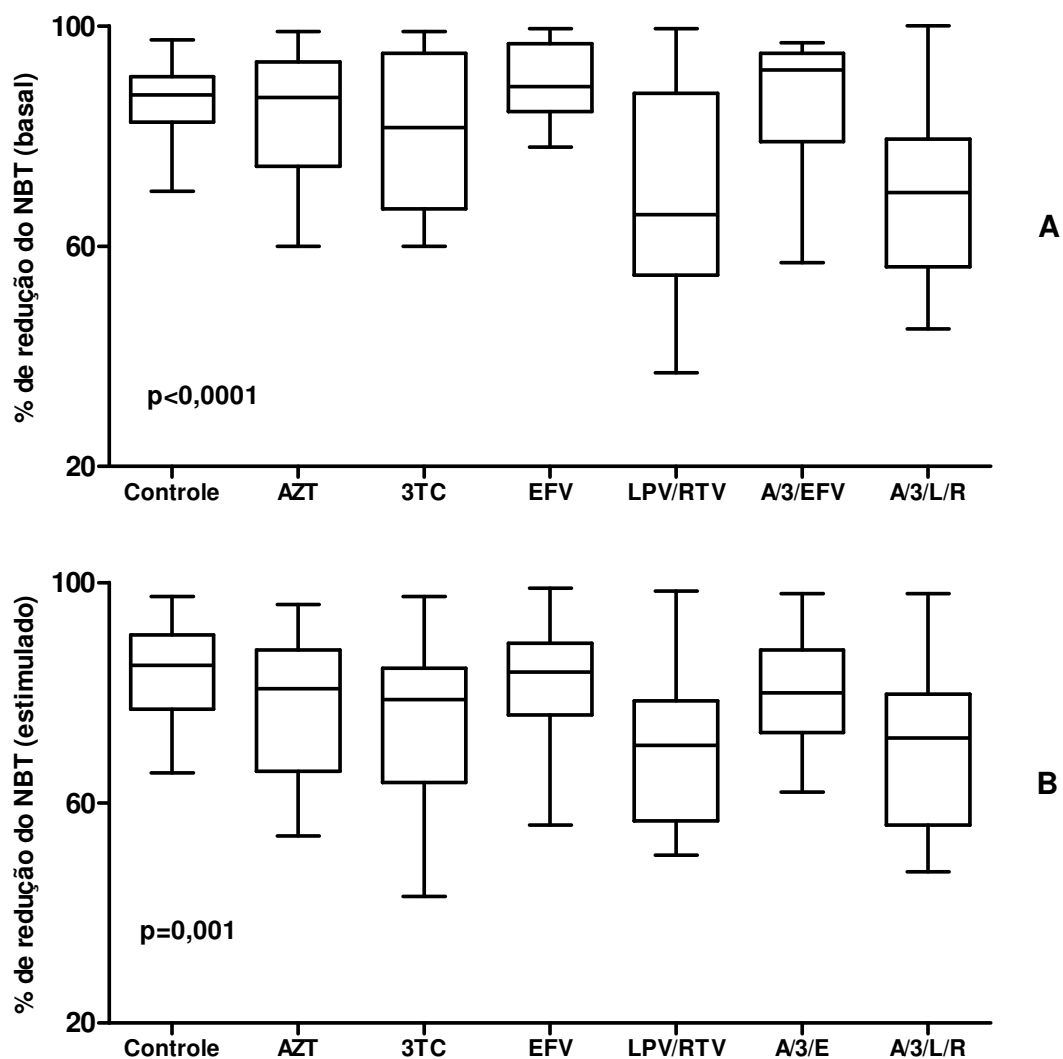 % de redução do NBT (basal)
100
60
20
p<0,0001
A
Controle AZT 3TC EFV LPV/RTV A/3/EFV A/3/L/R
% de redução do NBT (estimulado)
100
60
20
p=0,001
B
Controle AZT 3TC EFV LPV/RTV A/3/E A/3/L/R